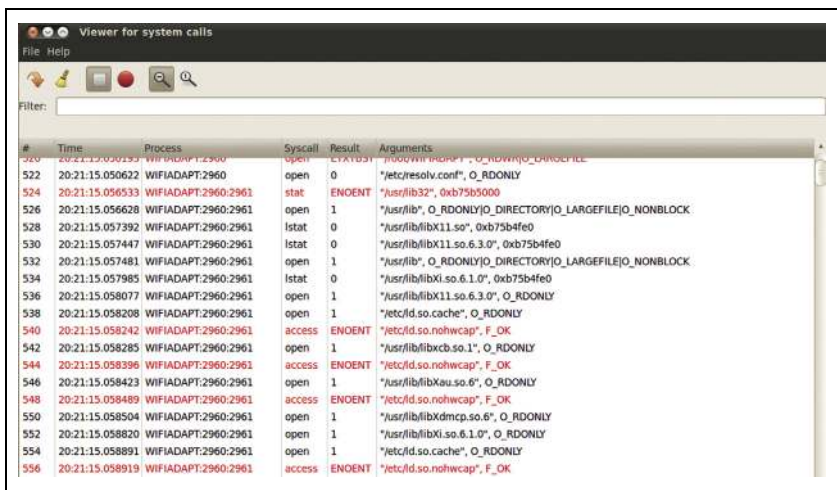 Viewer for system calls
File Help
Filter:
# Time Process Syscall Result Arguments
522 20:21:15.050622 WIFIADAPT:2960 open 0 "/etc/resolv.conf", O_RDONLY
524 20:21:15.056533 WIFIADAPT:2960:2961 stat ENOENT "/usr/lib32", 0xb75b5000
526 20:21:15.056628 WIFIADAPT:2960:2961 open 1 "/usr/lib", O_RDONLY|O_DIRECTORY|O_LARGEFILE|O_NONBLOCK
528 20:21:15.057392 WIFIADAPT:2960:2961 lstat 0 "/usr/lib/libX11.so", 0xb75b4fe0
530 20:21:15.057447 WIFIADAPT:2960:2961 lstat 0 "/usr/lib/libX11.so.6.3.0", 0xb75b4fe0
532 20:21:15.057481 WIFIADAPT:2960:2961 open 1 "/usr/lib", O_RDONLY|O_DIRECTORY|O_LARGEFILE|O_NONBLOCK
534 20:21:15.057985 WIFIADAPT:2960:2961 lstat 0 "/usr/lib/libXi.so.6.1.0", 0xb75b4fe0
536 20:21:15.058077 WIFIADAPT:2960:2961 open 1 "/usr/lib/libX11.so.6.3.0", O_RDONLY
538 20:21:15.058208 WIFIADAPT:2960:2961 open 1 "/etc/ld.so.cache", O_RDONLY
540 20:21:15.058242 WIFIADAPT:2960:2961 access ENOENT "/etc/ld.so.nohwcap", F_OK
542 20:21:15.058285 WIFIADAPT:2960:2961 open 1 "/usr/lib/libxcb.so.1", O_RDONLY
544 20:21:15.058396 WIFIADAPT:2960:2961 access ENOENT "/etc/ld.so.nohwcap", F_OK
546 20:21:15.058423 WIFIADAPT:2960:2961 open 1 "/usr/lib/libXau.so.6", O_RDONLY
548 20:21:15.058489 WIFIADAPT:2960:2961 access ENOENT "/etc/ld.so.nohwcap", F_OK
550 20:21:15.058504 WIFIADAPT:2960:2961 open 1 "/usr/lib/libXdmcp.so.6", O_RDONLY
552 20:21:15.058820 WIFIADAPT:2960:2961 open 1 "/usr/lib/libXi.so.6.1.0", O_RDONLY
554 20:21:15.058891 WIFIADAPT:2960:2961 open 1 "/etc/ld.so.cache", O_RDONLY
556 20:21:15.058919 WIFIADAPT:2960:2961 access ENOENT "/etc/ld.so.nohwcap", F_OK